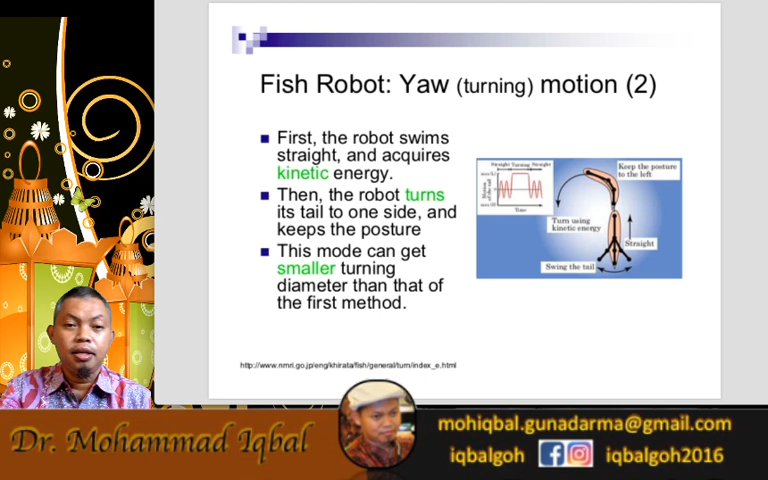 Fish Robot: Yaw (turning) motion (2)
First, the robot swims
straight, and acquires
kinetic energy.
Then, the robot turns
its tail to one side, and
keeps the posture
This mode can get
smaller turning
diameter than that of
the first method.
Straight Turning Straight
Time
Keep the posture
to the left
Turn using
kinetic energy
Straight
Swing the tail
http://www.nmri.go.jp/eng/khirata/fish/general/turn/index_e.html
Dr. Mohammad Iqbal
mohiqbal.gunadarma@gmail.com
iqbalgoh
iqbalgoh2016